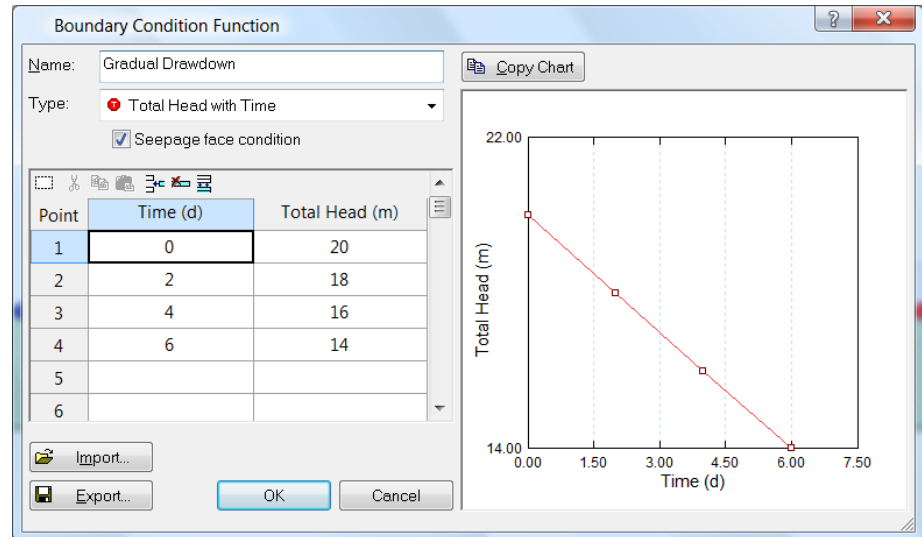 Boundary Condition Function
Name: Gradual Drawdown
Type: Total Head with Time
Seepage face condition
Point Time (d) Total Head (m)
1 0 20
2 2 18
3 4 16
4 6 14
5
6
Import...
Export... OK Cancel
Copy Chart
22.00
Total Head (m)
14.00
0.00 1.50 3.00 4.50 6.00 7.50
Time (d)